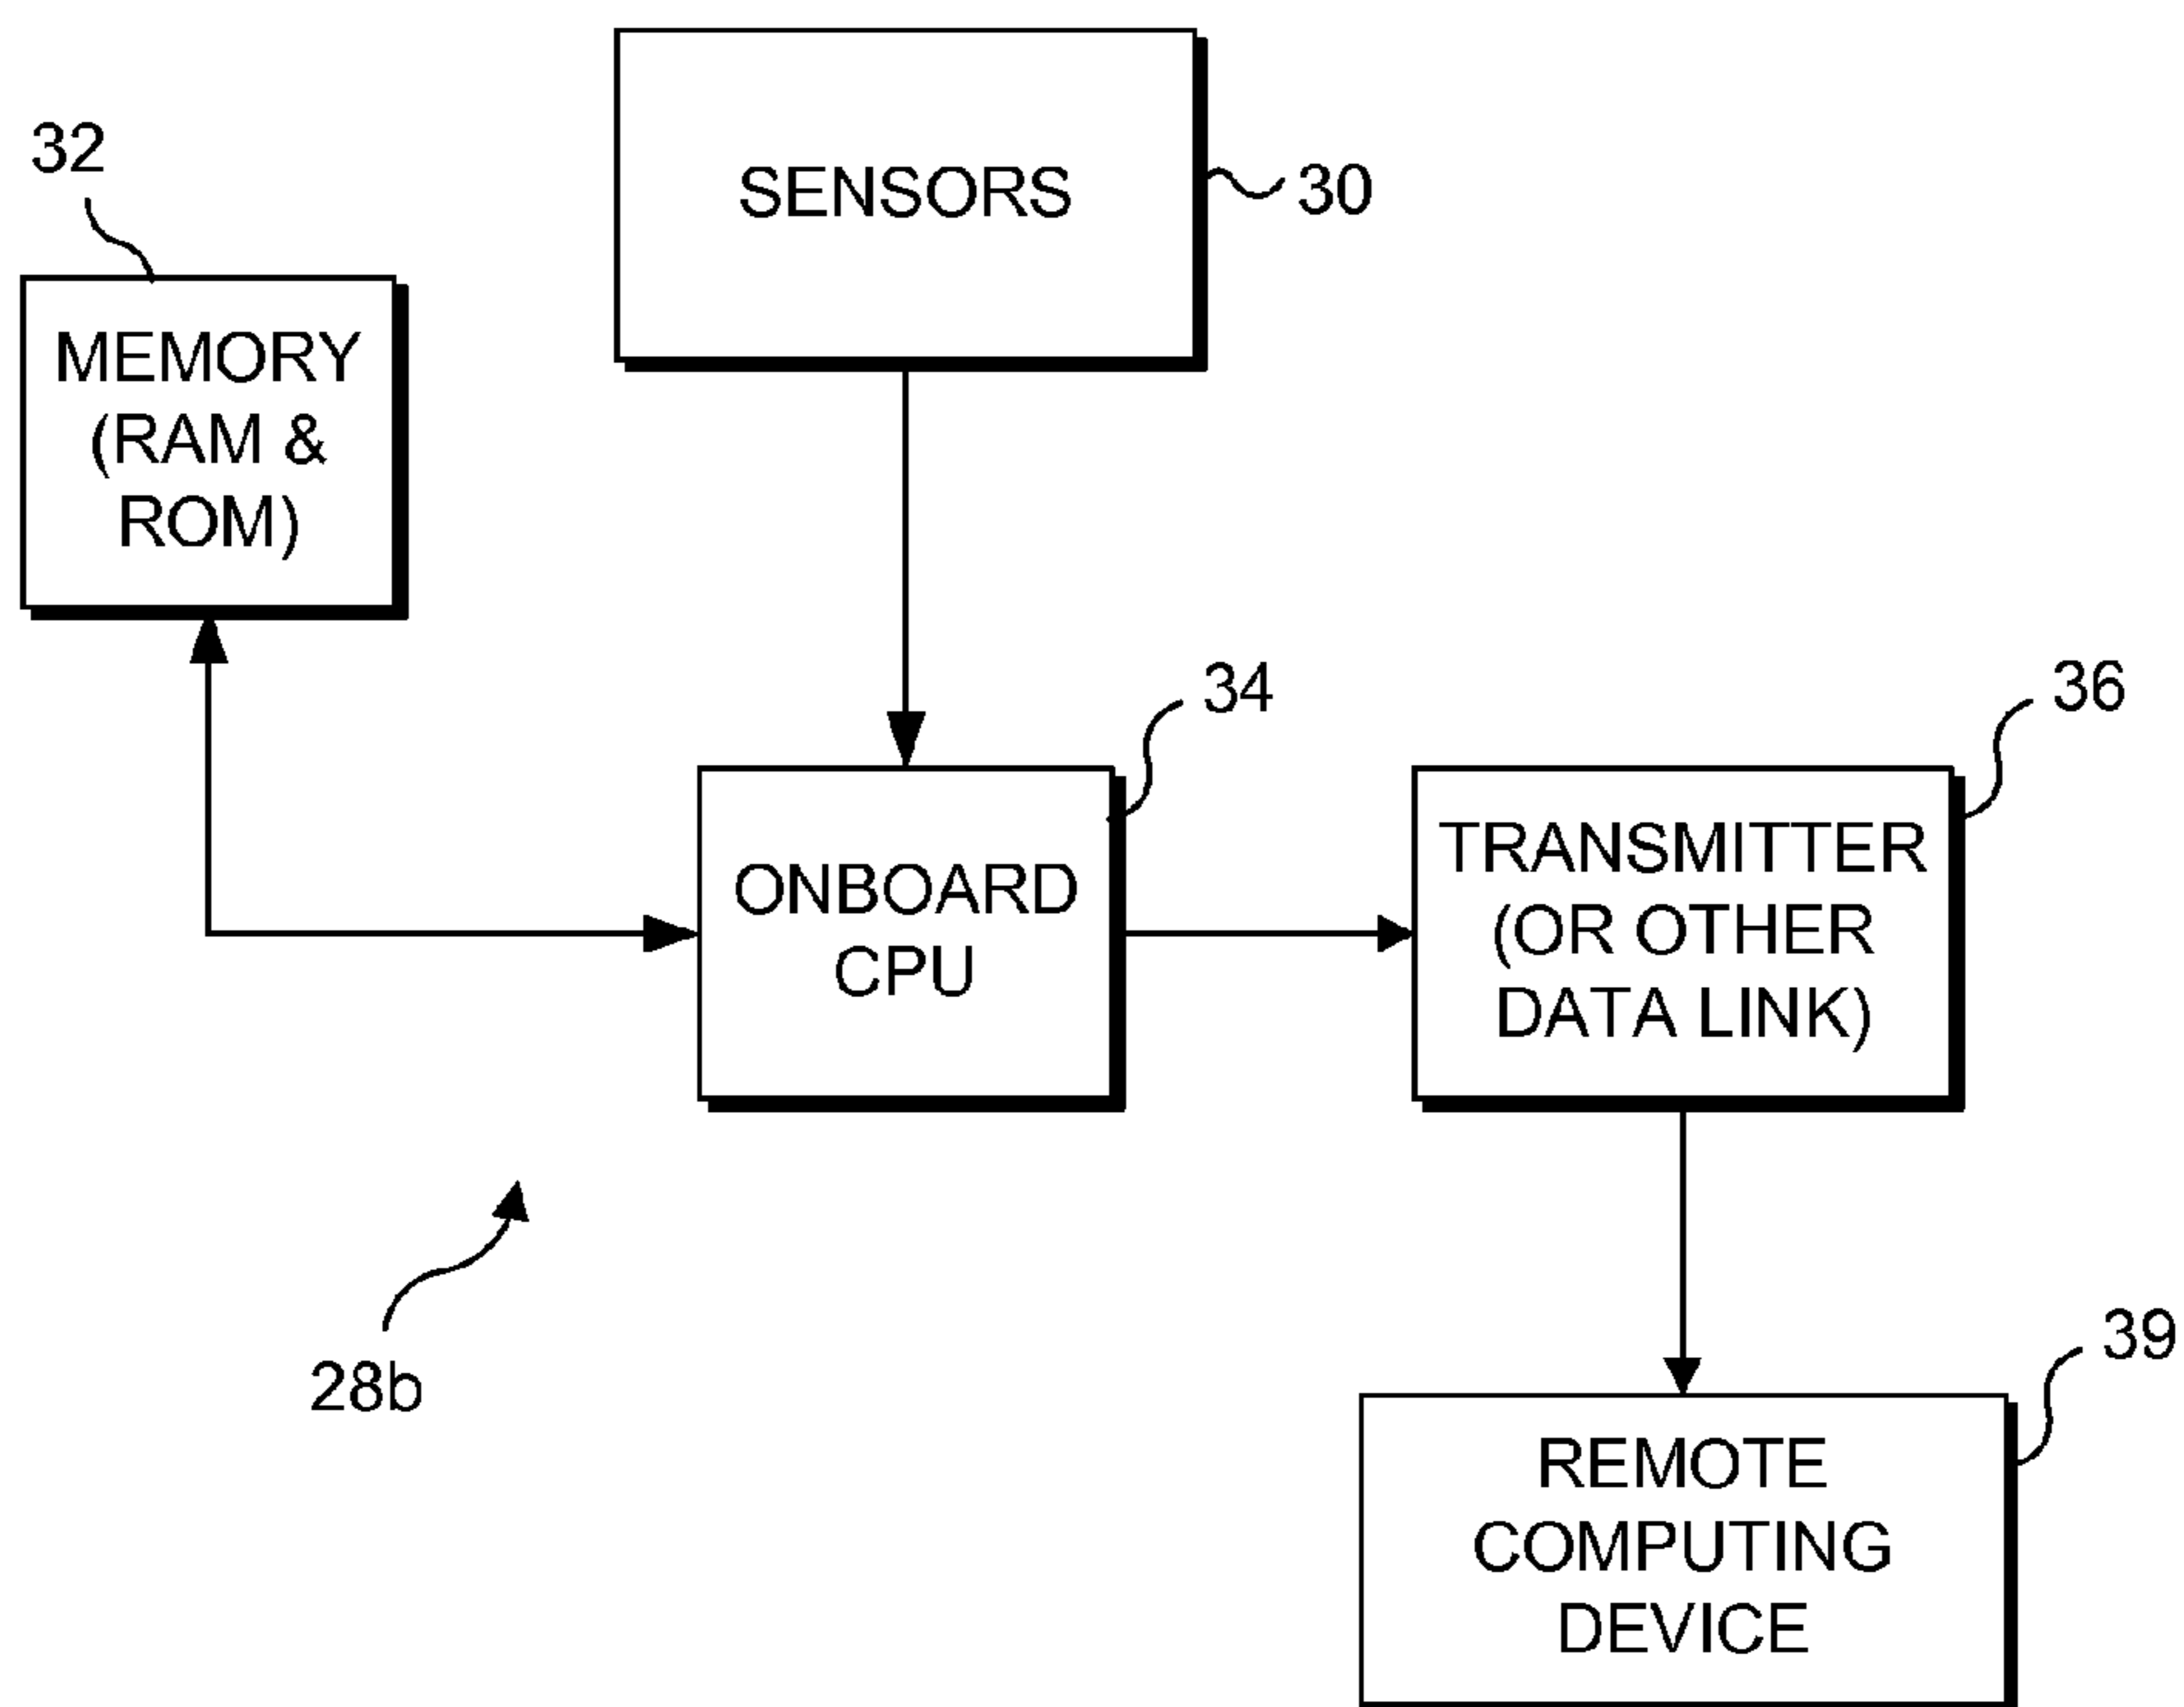 SENSORS
30
32
MEMORY
(RAM &
ROM)
34
ONBOARD
CPU
36
TRANSMITTER
(OR OTHER
DATA LINK)
28b
39
REMOTE
COMPUTING
DEVICE